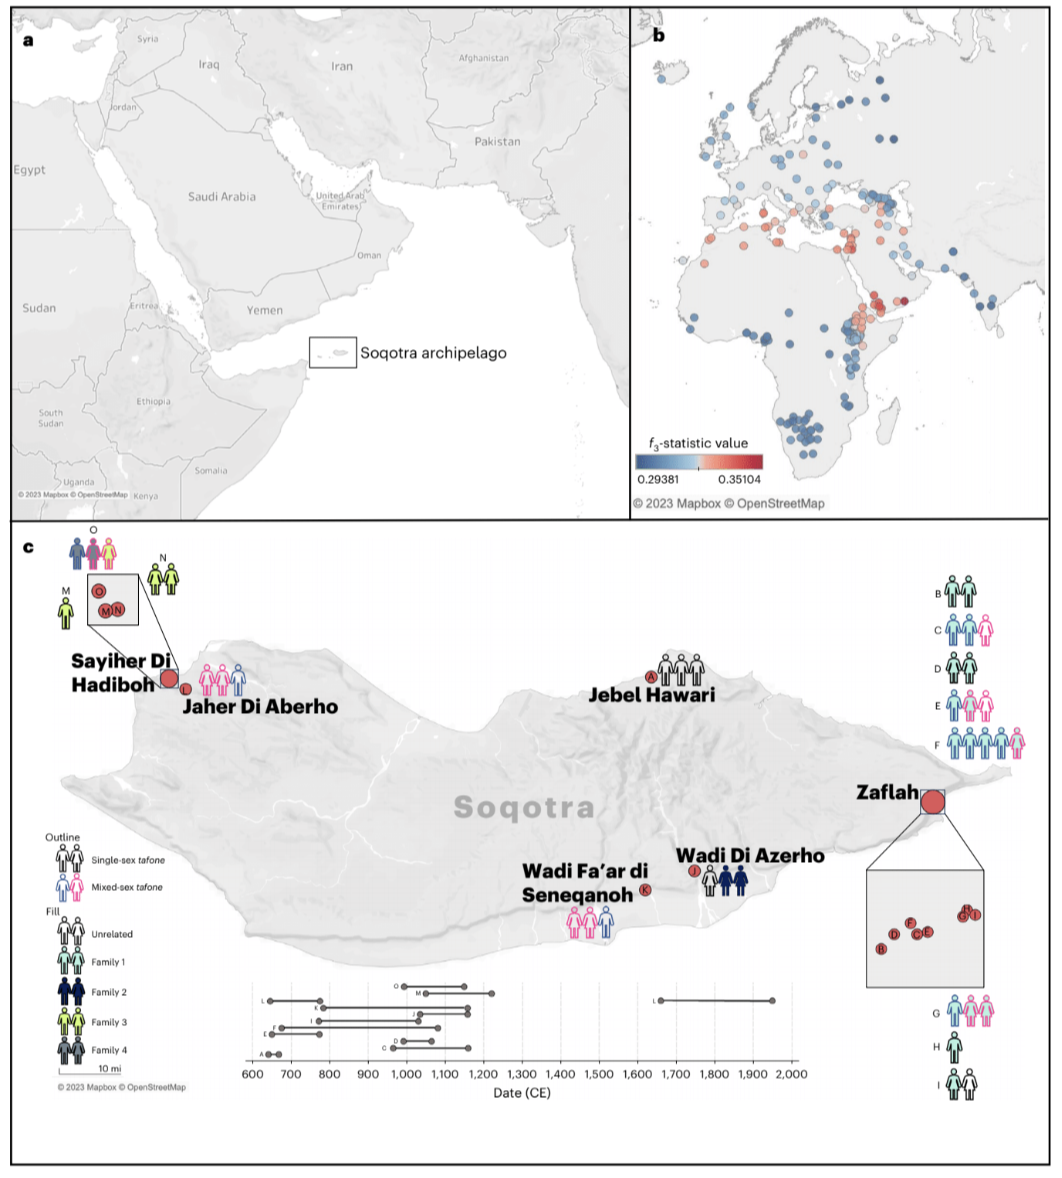 a
Syria
Iraq
Iran
Afghanistan
Jordan
Pakistan
Egypt
Saudi Arabia
United Arab
Emirates
Oman
Sudan
Eritrea
Yemen
Soqotra archipelago
South
Sudan
Ethiopia
Somalia
Uganda
Kenya
© 2023 Mapbox © OpenStreetMap
b
f3-statistic value
0.29381
0.35104
© 2023 Mapbox © OpenStreetMap
c
O
N
M
O
M N
Sayiher Di
Hadiboh
L
Jaher Di Aberho
A
Jebel Hawari
B
C
D
E
F
Zaflah
Soqotra
Wadi Fa’ar di
Seneqanoh
K
Wadi Di Azerho
J
H
G I
F
D C E
B
G
H
I
Outline
Single-sex tafone
Mixed-sex tafone
Fill
Unrelated
Family 1
Family 2
Family 3
Family 4
10 mi
© 2023 Mapbox © OpenStreetMap
O
M
L
L
K
J
I
F
E
D
C
A
600 700 800 900 1,000 1,100 1,200 1,300 1,400 1,500 1,600 1,700 1,800 1,900 2,000
Date (CE)